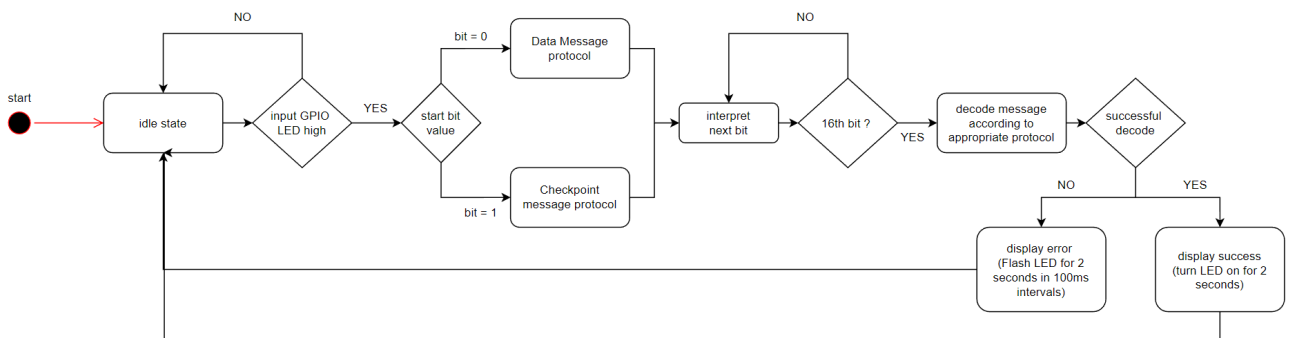 start
idle state
NO
input GPIO
LED high
YES
start bit
value
bit = 0
Data Message
protocol
bit = 1
Checkpoint
message protocol
interpret
next bit
NO
16th bit ?
YES
decode message
according to
appropriate protocol
successful
decode
NO
YES
display error
(Flash LED for 2
seconds in 100ms
intervals)
display success
(turn LED on for 2
seconds)